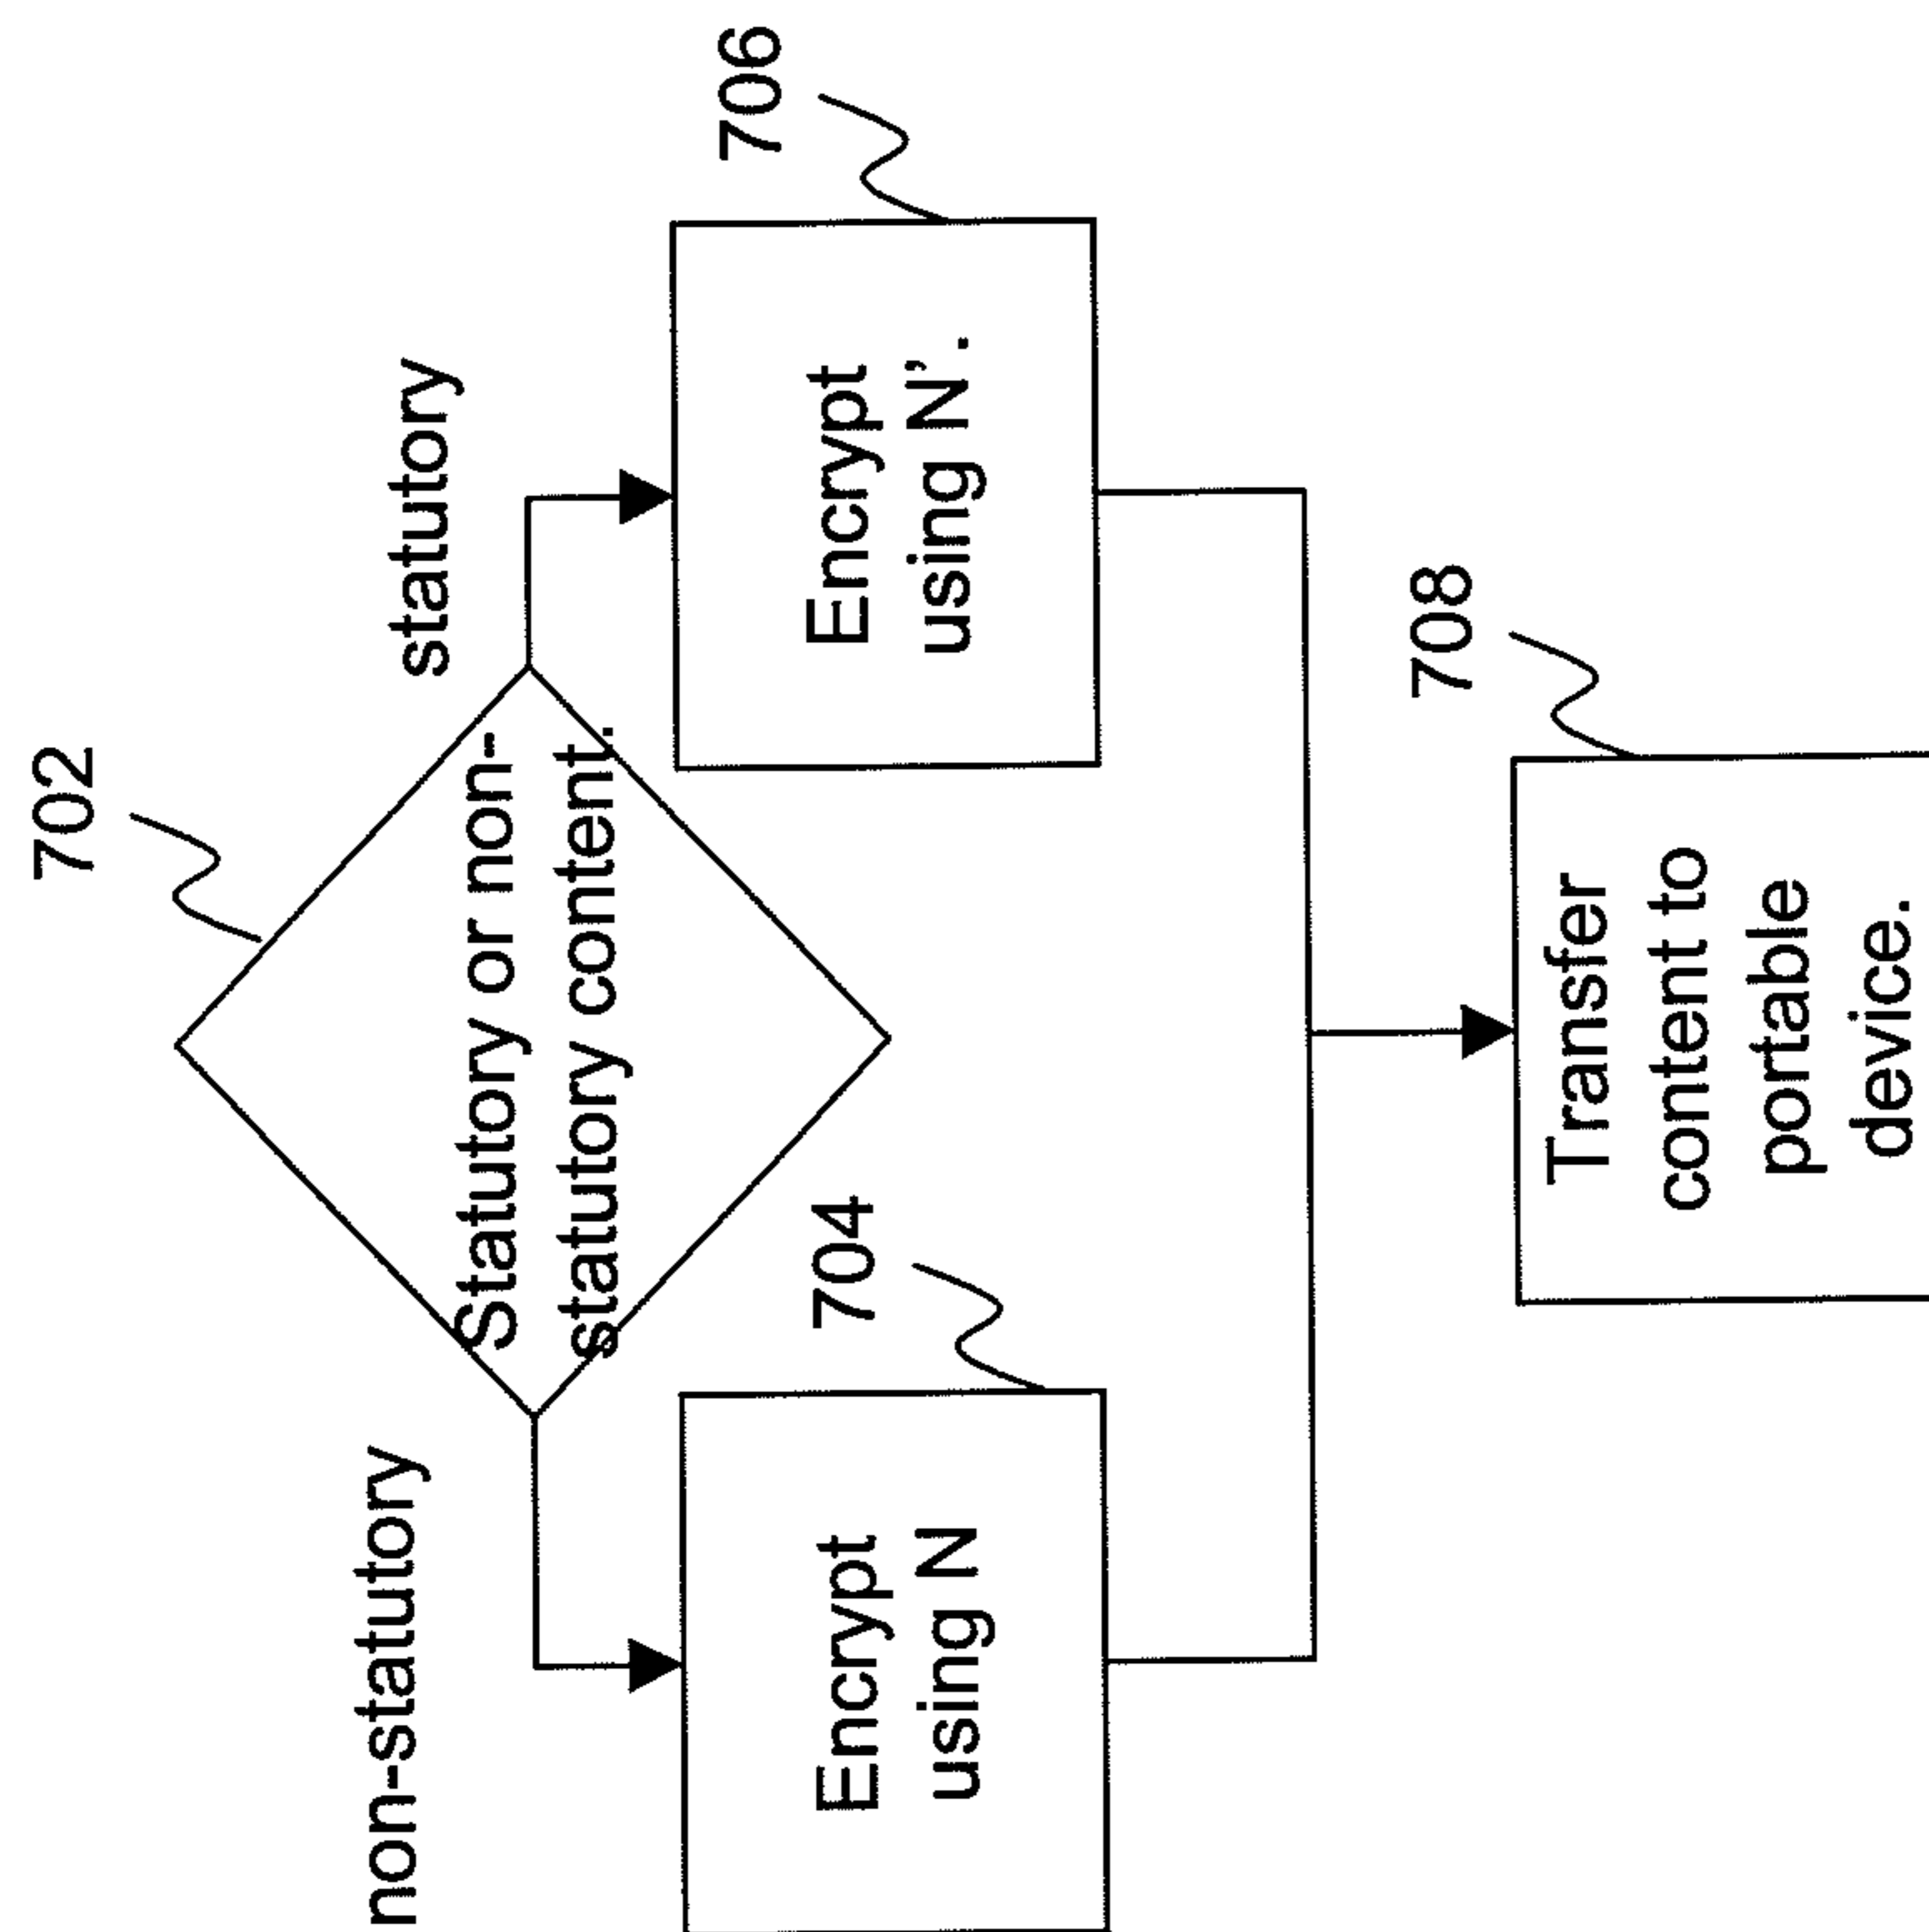 702
Statutory or non-
statutory content.
non-statutory
statutory
704
Encrypt
using N
706
Encrypt
using N’.
708
Transfer
content to
portable
device.